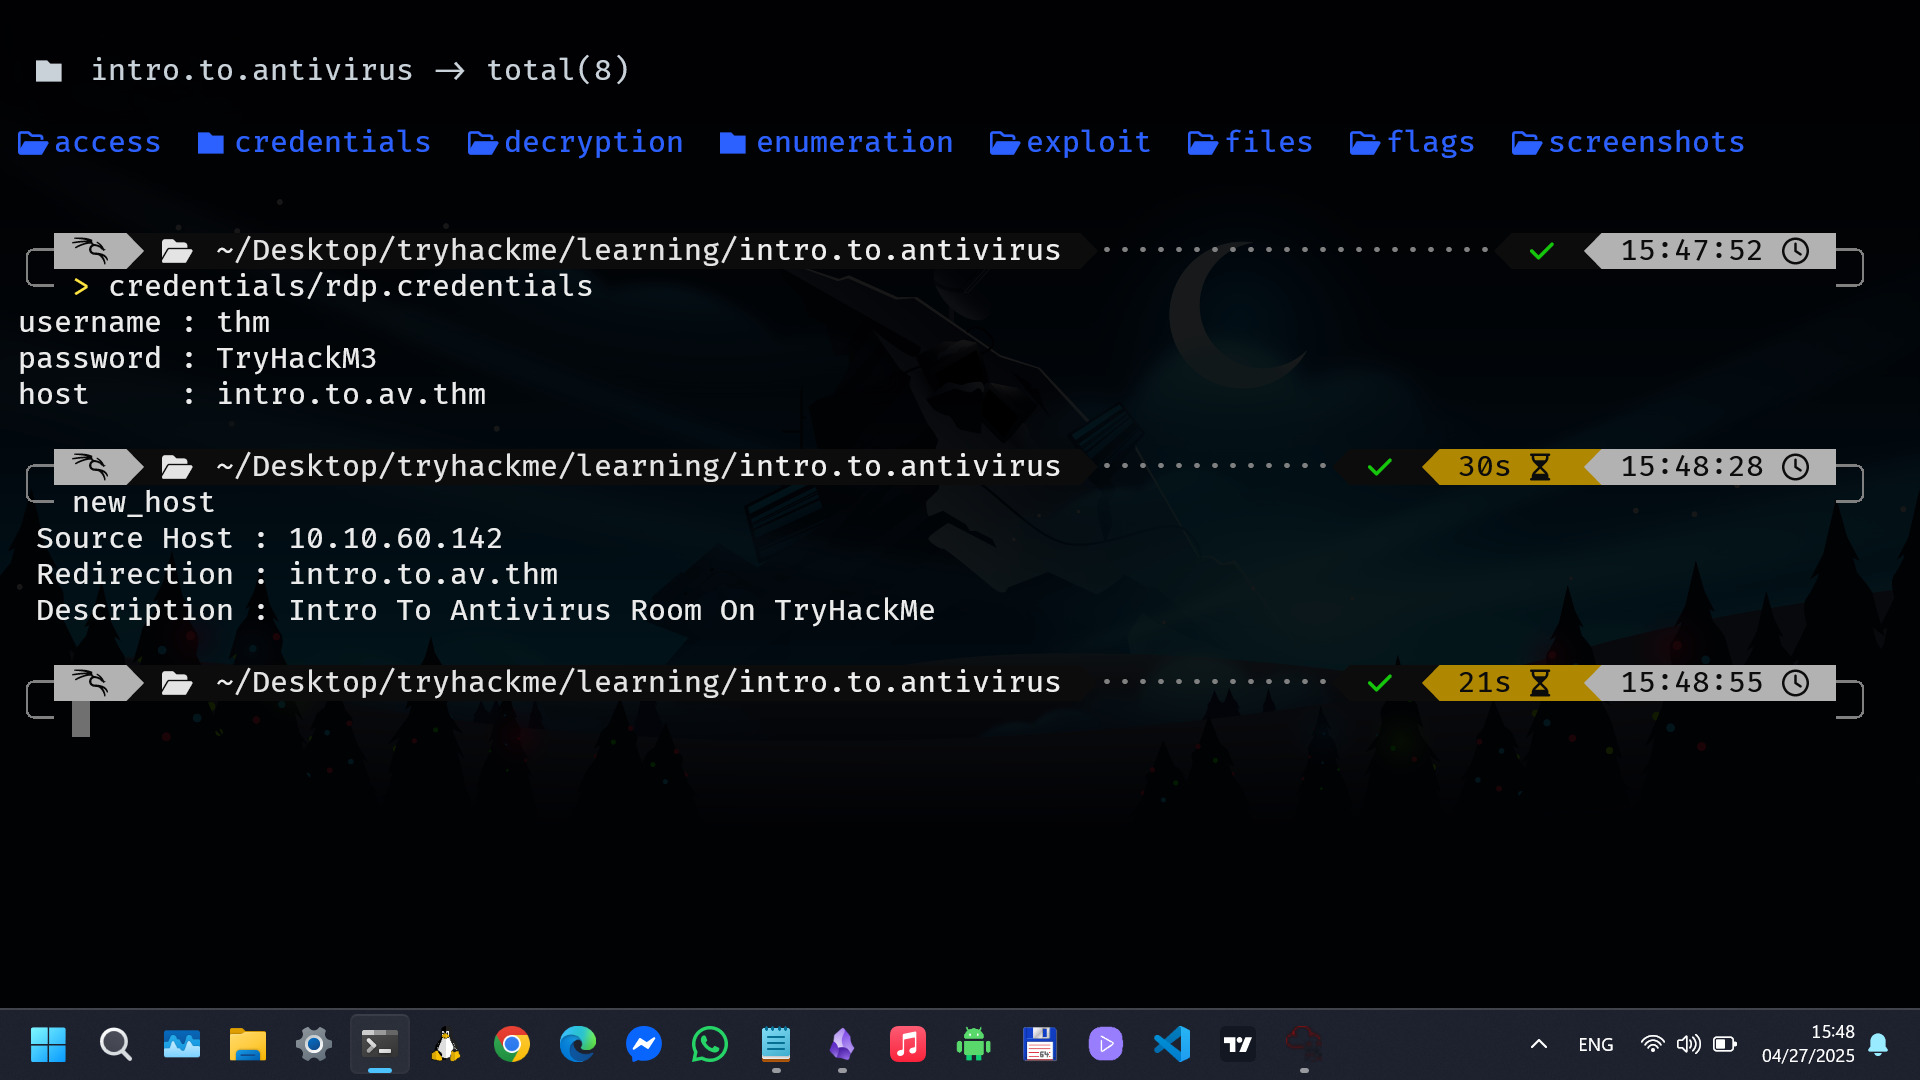 intro.to.antivirus → total(8)
access credentials decryption enumeration exploit files flags screenshots
~/Desktop/tryhackme/learning/intro.to.antivirus 15:47:52
> credentials/rdp.credentials
username : thm
password : TryHackM3
host : intro.to.av.thm
~/Desktop/tryhackme/learning/intro.to.antivirus 30s 15:48:28
new_host
Source Host : 10.10.60.142
Redirection : intro.to.av.thm
Description : Intro To Antivirus Room On TryHackMe
~/Desktop/tryhackme/learning/intro.to.antivirus 21s 15:48:55
64
ENG
15:48
04/27/2025